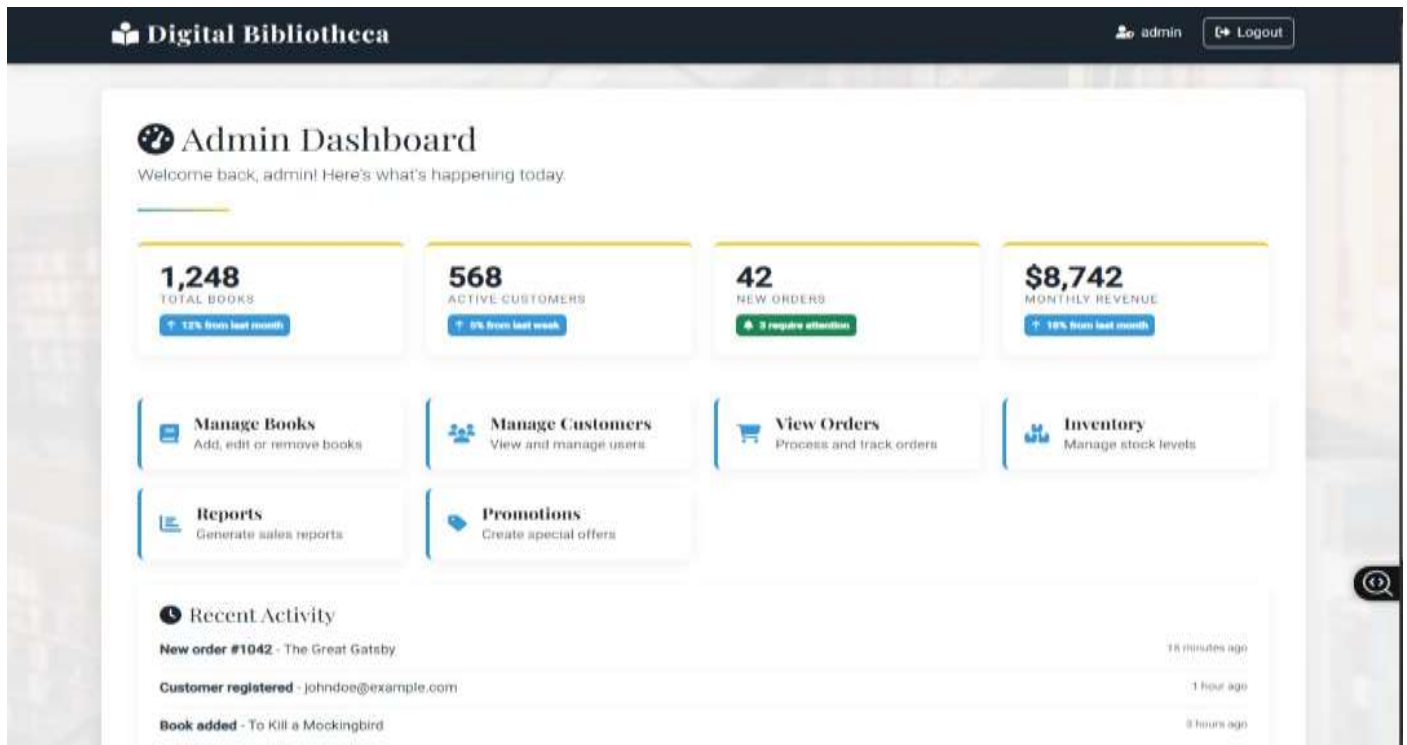 Digital Bibliotheca
admin
Logout
Admin Dashboard
Welcome back, admin! Here's what's happening today.
1,248
TOTAL BOOKS
12% from last month
568
ACTIVE CUSTOMERS
from last week
42
NEW ORDERS
3 require attention
$8,742
MONTHLY REVENUE
18% from last month
Manage Books
Add, edit or remove books
Manage Customers
View and manage users
View Orders
Process and track orders
Inventory
Manage stock levels
Reports
Generate sales reports
Promotions
Create special offers
Recent Activity
New order #1042 - The Great Gatsby
minutes ago
Customer registered - johndoe@example.com
1 hour ago
Book added - To Kill a Mockingbird
hours ago